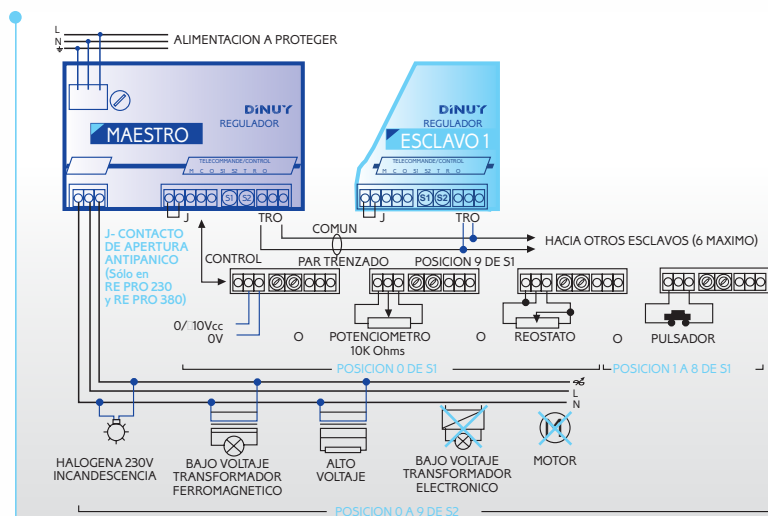 L
N
ALIMENTACION A PROTEGER
DiNUY
REGULADOR
MAESTRO
TELECOMMANDE/CONTROL
M C O S1 S2 T R O
S1 S2
J
TRO
DiNUY
REGULADOR
ESCLAVO 1
TELECOMMANDE/CONTROL
M C O S1 S2 T R O
S1 S2
J
TRO
COMUN
HACIA OTROS ESCLAVOS (6 MAXIMO)
J- CONTACTO
DE APERTURA
ANTIPANICO
(Sólo en
RE PRO 230
y RE PRO 380)
CONTROL
PAR TRENZADO
POSICION 9 DE S1
0/10Vcc
0V
O
POTENCIOMETRO
10K Ohms
O
REOSTATO
O
PULSADOR
POSICION 0 DE S1
POSICION 1 A 8 DE S1
L
N
HALOGENA 230V
INCANDESCENCIA
BAJO VOLTAJE
TRANSFORMADOR
FERROMAGNETICO
ALTO
VOLTAJE
BAJO VOLTAJE
TRANSFORMADOR
ELECTRONICO
M
MOTOR
POSICION 0 A 9 DE S2